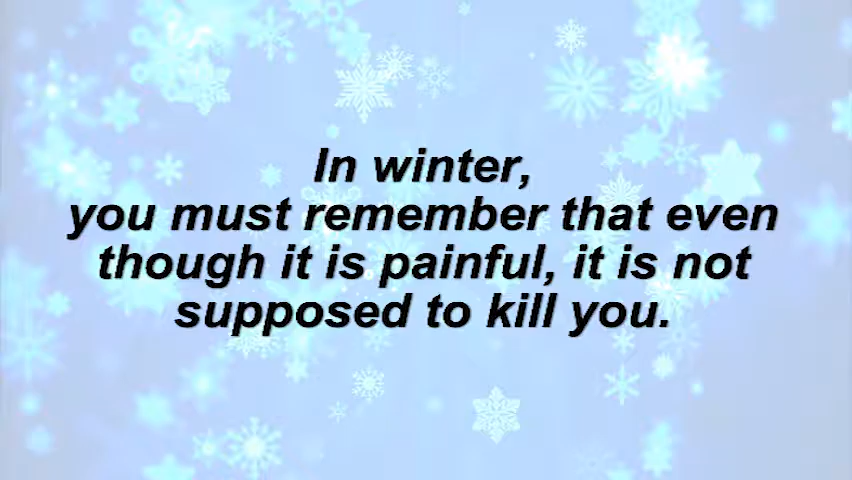 In winter,
you must remember that even
though it is painful, it is not
supposed to kill you.